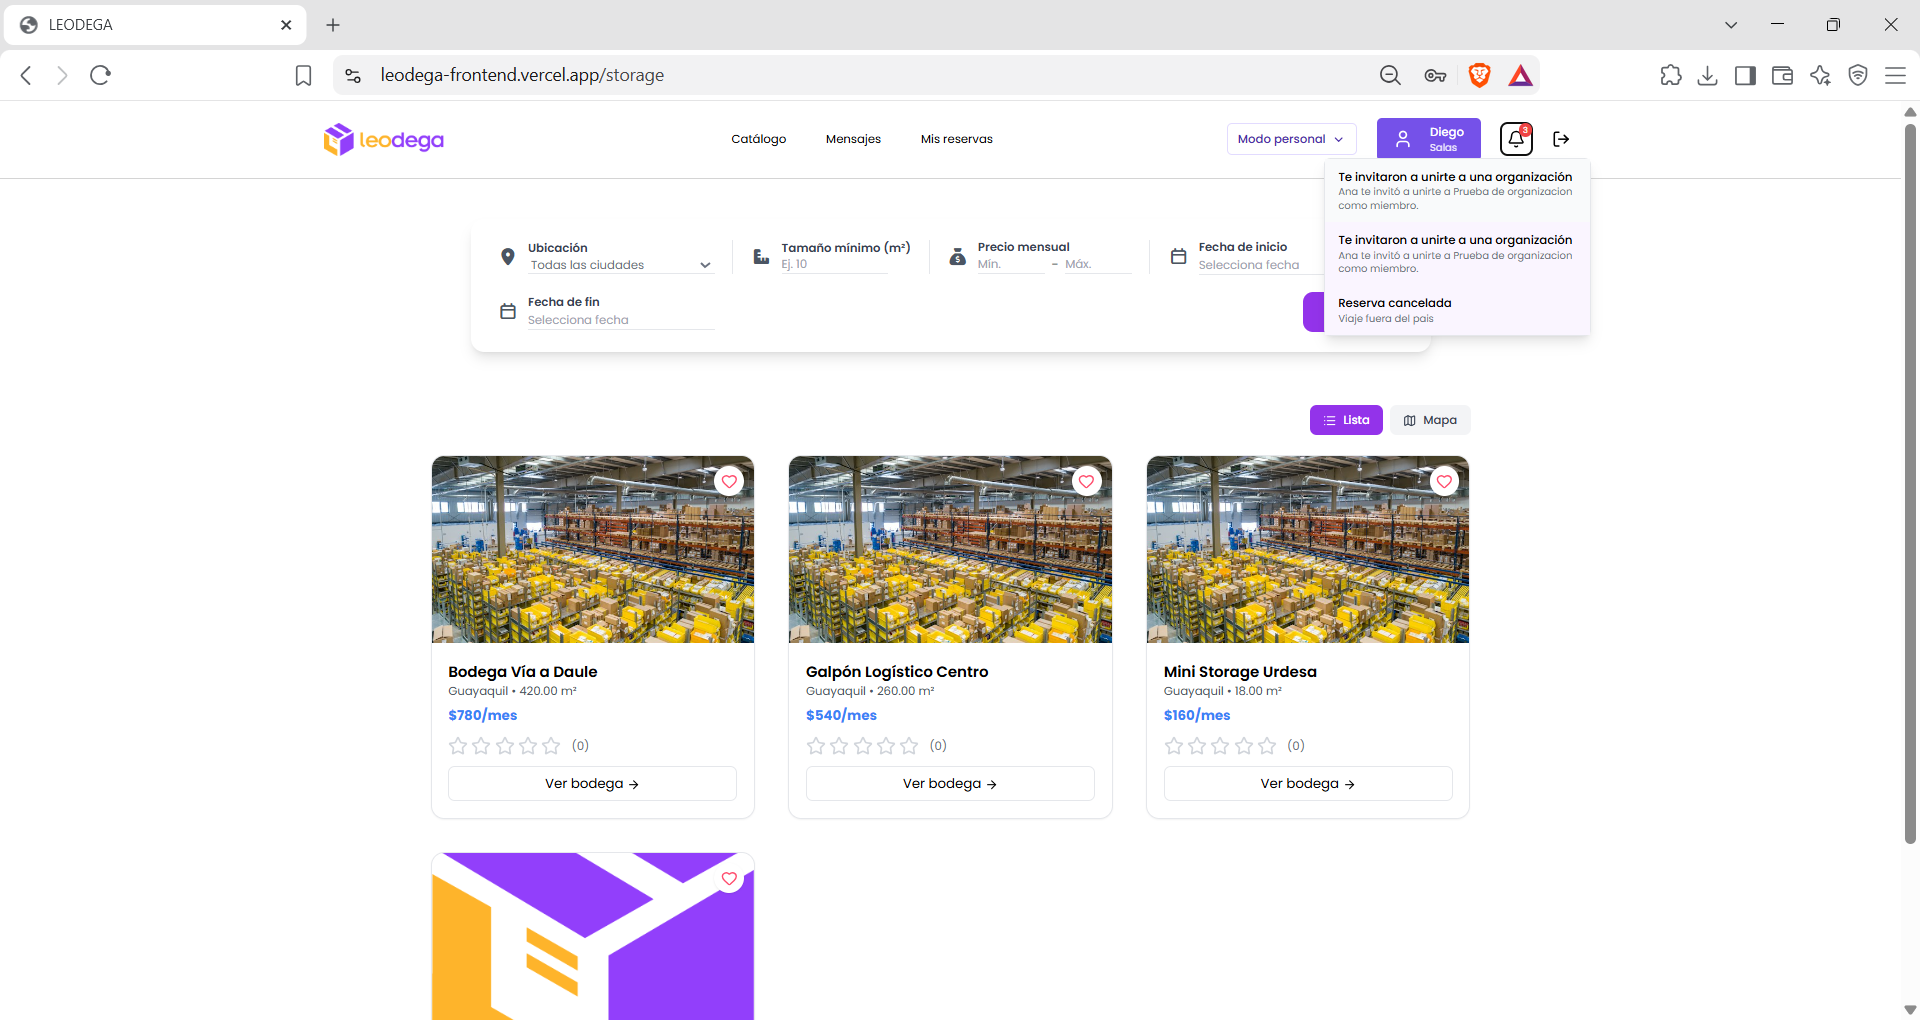 LEODEGA
leodega-frontend.vercel.app/storage
leodega
Catálogo
Mensajes
Mis reservas
Modo personal
Diego
Salas
3
Te invitaron a unirte a una organización
Ana te invitó a unirte a Prueba de organizacion
como miembro.
Te invitaron a unirte a una organización
Ana te invitó a unirte a Prueba de organizacion
como miembro.
Reserva cancelada
Viaje fuera del pais
Ubicación
Todas las ciudades
Tamaño mínimo (m²)
Ej. 10
Precio mensual
Mín. - Máx.
Fecha de inicio
Selecciona fecha
Fecha de fin
Selecciona fecha
Lista
Mapa
Bodega Vía a Daule
Guayaquil • 420.00 m²
$780/mes
(0)
Ver bodega →
Galpón Logístico Centro
Guayaquil • 260.00 m²
$540/mes
(0)
Ver bodega →
Mini Storage Urdesa
Guayaquil • 18.00 m²
$160/mes
(0)
Ver bodega →